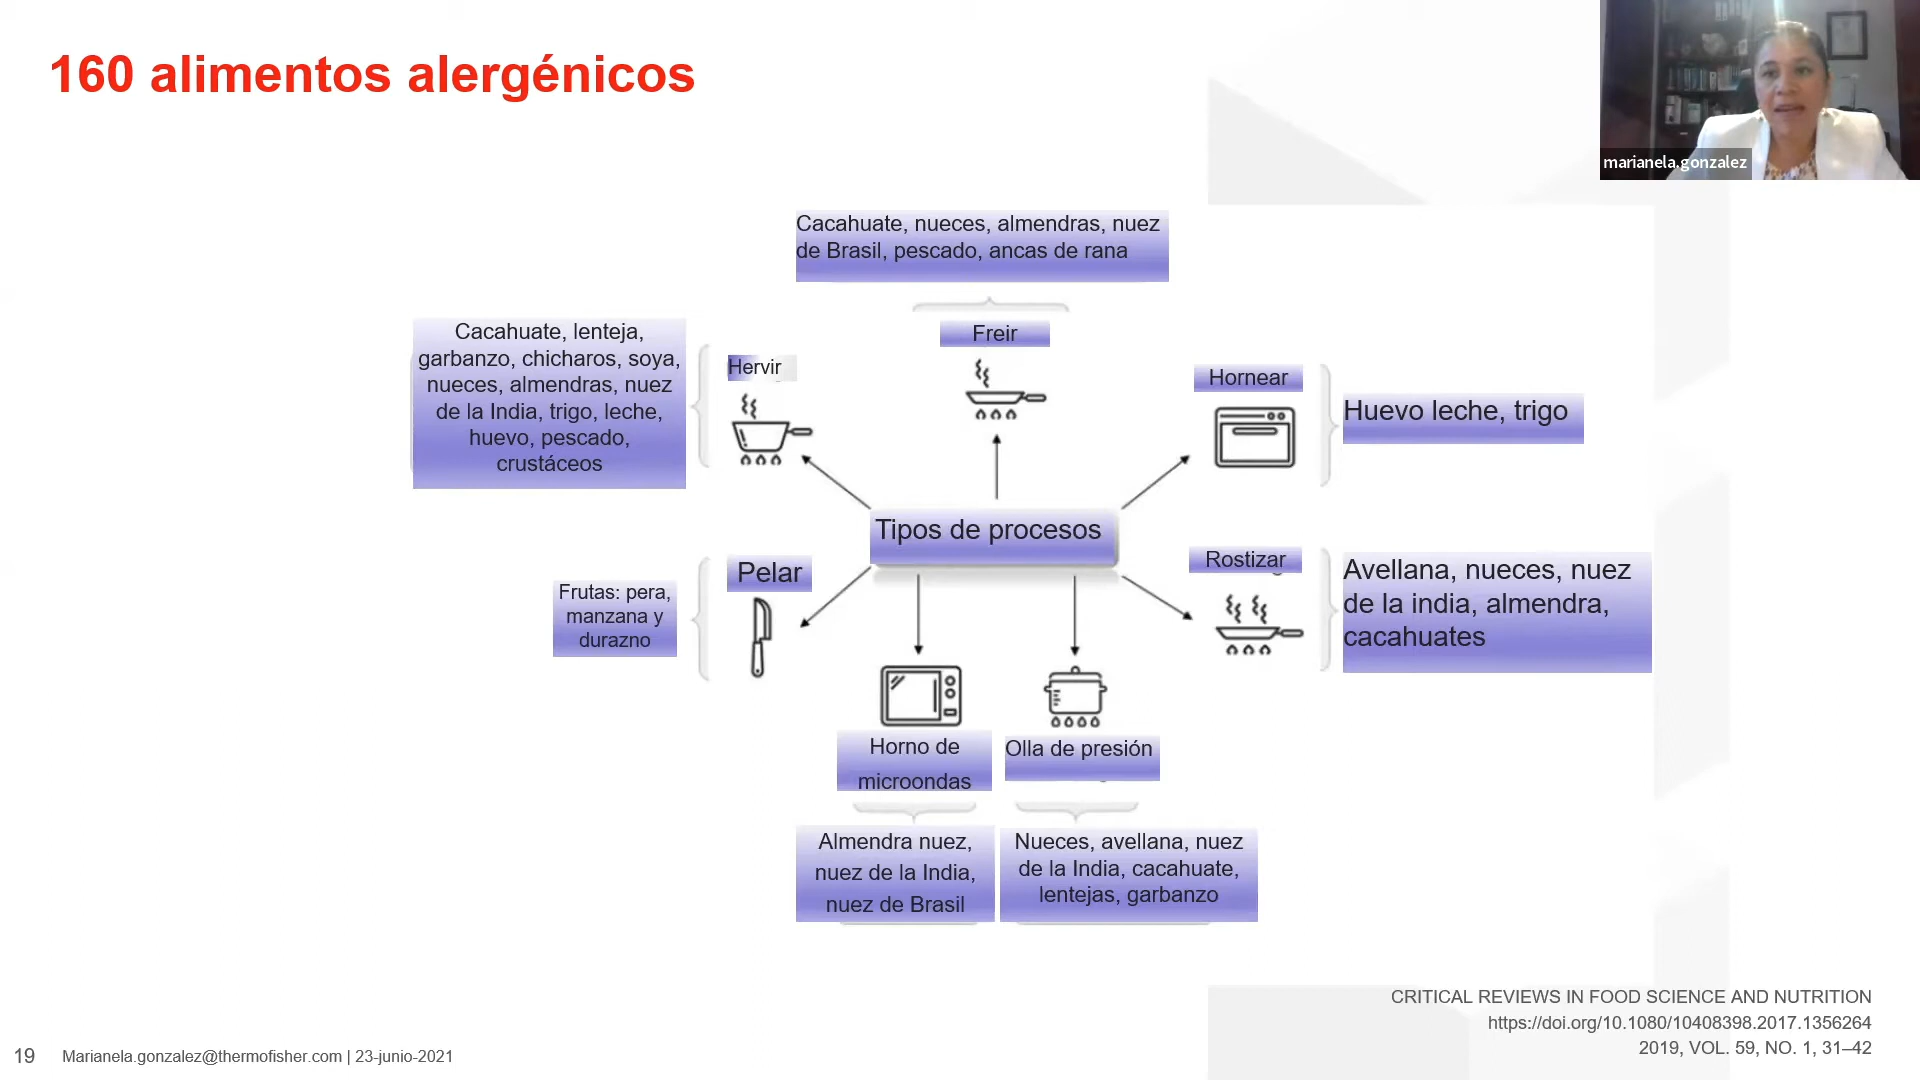 160 alimentos alergénicos
marianela.gonzalez
Cacahuate, nueces, almendras, nuez
de Brasil, pescado, ancas de rana
Freir
Cacahuate, lenteja,
garbanzo, chicharos, soya,
nueces, almendras, nuez
de la India, trigo, leche,
huevo, pescado,
crustáceos
Hervir
Hornear
Huevo leche, trigo
Tipos de procesos
Pelar
Frutas: pera,
manzana y
durazno
Rostizar
Avellana, nueces, nuez
de la india, almendra,
cacahuates
Horno de
microondas
Olla de presión
Almendra nuez,
nuez de la India,
nuez de Brasil
Nueces, avellana, nuez
de la India, cacahuate,
lentejas, garbanzo
CRITICAL REVIEWS IN FOOD SCIENCE AND NUTRITION
https://doi.org/10.1080/10408398.2017.1356264
2019, VOL. 59, NO. 1, 31–42
19 Marianela.gonzalez@thermofisher.com | 23-junio-2021